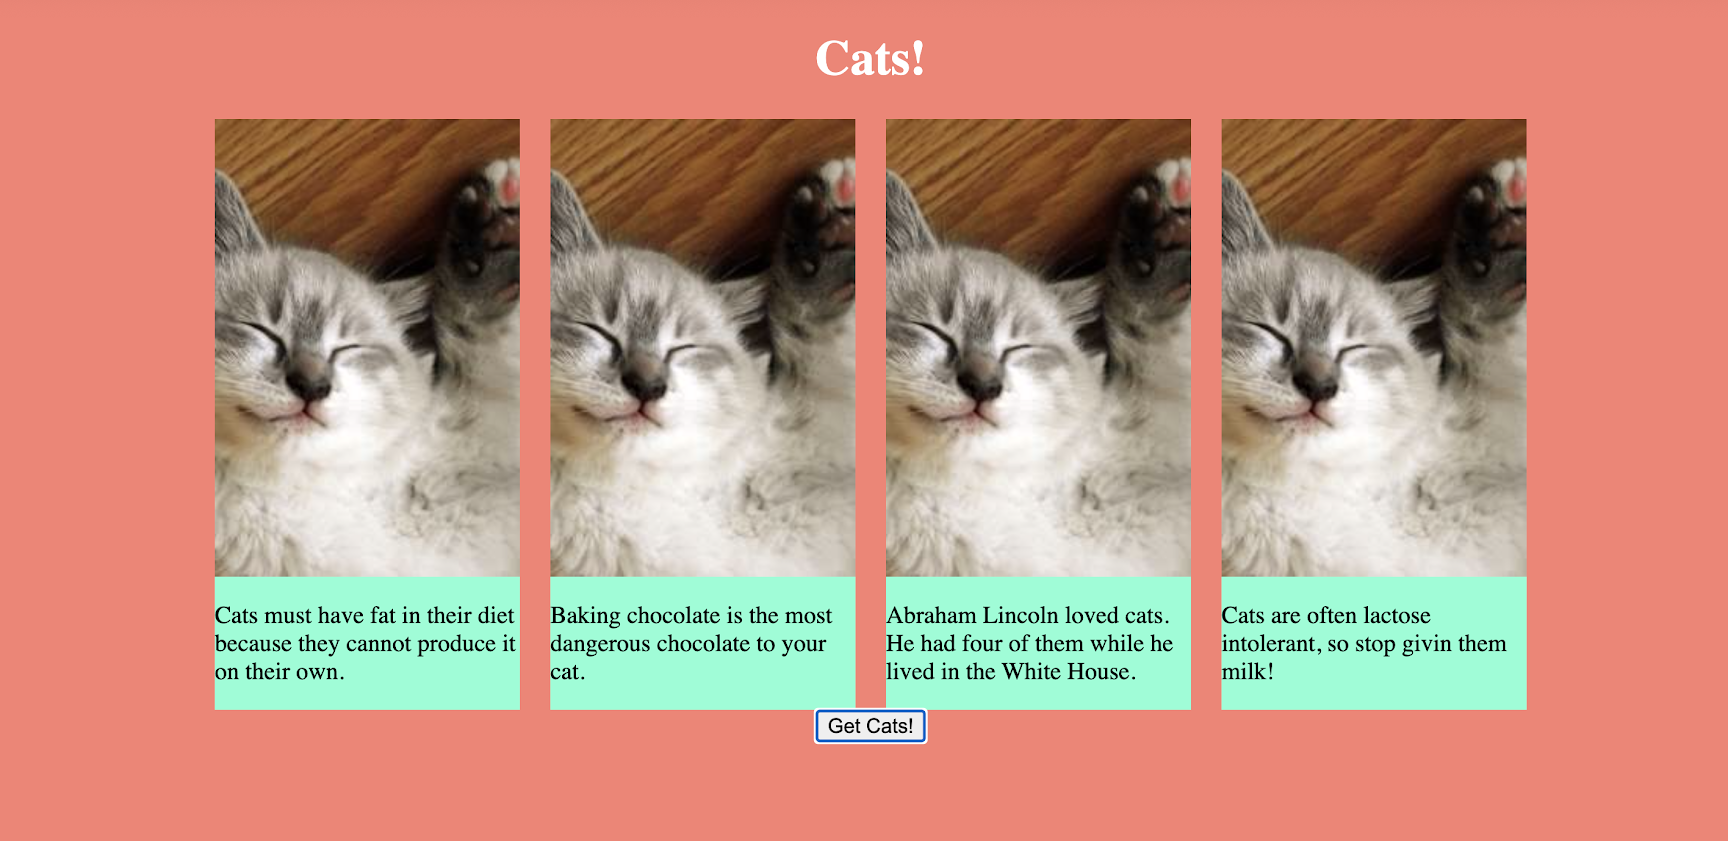 Cats!
Cats must have fat in their diet
because they cannot produce it
on their own.
Baking chocolate is the most
dangerous chocolate to your
cat.
Abraham Lincoln loved cats.
He had four of them while he
lived in the White House.
Cats are often lactose
intolerant, so stop givin them
milk!
Get Cats!